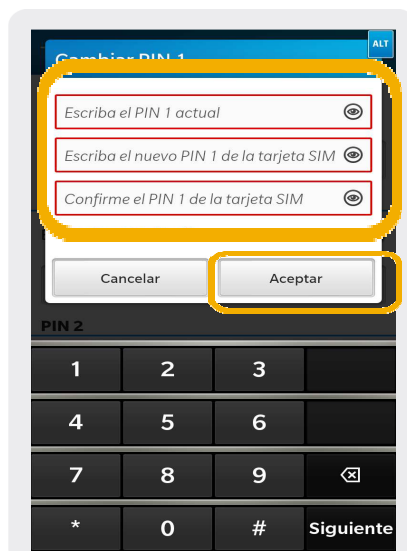 ALT
Cambiar PIN 1
Escriba el PIN 1 actual
Escriba el nuevo PIN 1 de la tarjeta SIM
Confirme el PIN 1 de la tarjeta SIM
Cancelar Aceptar
PIN 2
1 2 3
4 5 6
7 8 9
* 0 # Siguiente